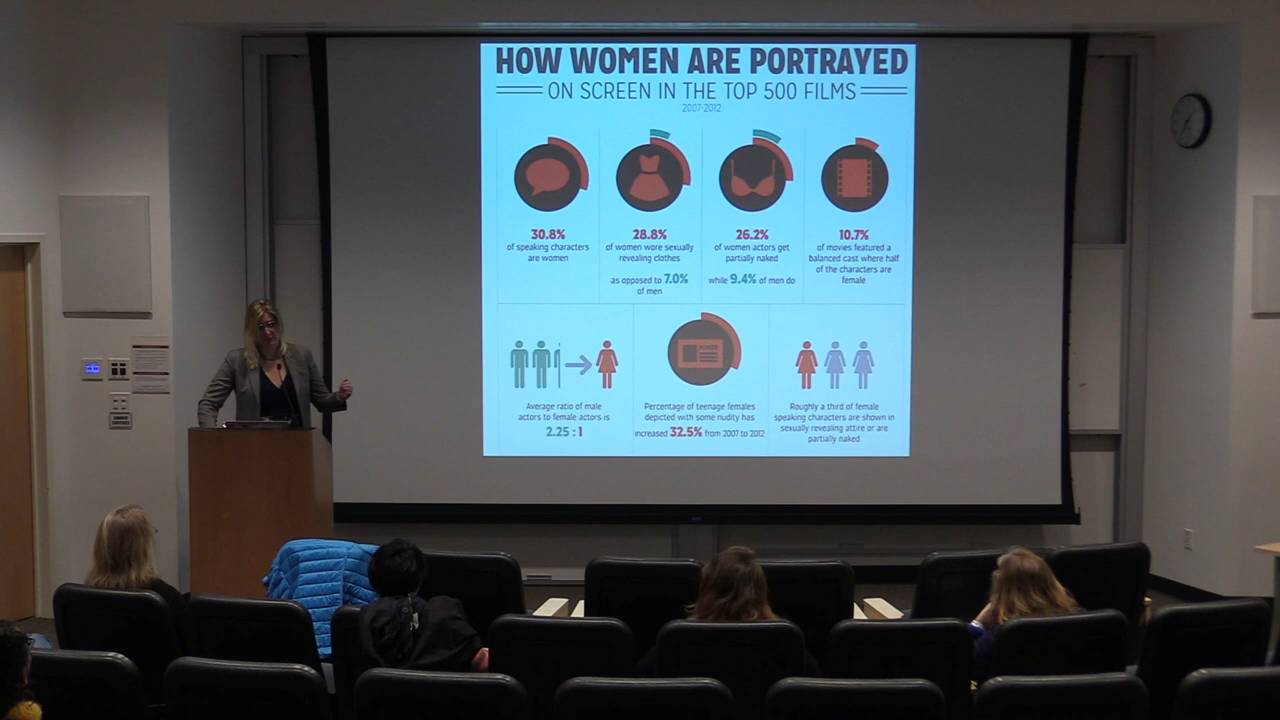 HOW WOMEN ARE PORTRAYED
ON SCREEN IN THE TOP 500 FILMS
2007-2012
30.8%
of speaking characters
are women
28.8%
of women wore sexually
revealing clothes
as opposed to 7.0%
of men
26.2%
of women actors get
partially naked
while 9.4% of men do
10.7%
of movies featured a
balanced cast where half
of the characters are
female
Average ratio of male
actors to female actors is
2.25 : 1
Percentage of teenage females
depicted with some nudity has
increased 32.5% from 2007 to 2012
Roughly a third of female
speaking characters are shown in
sexually revealing attire or are
partially naked